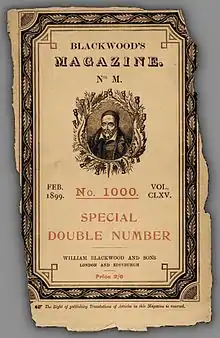 BLACKWOOD'S
MAGAZINE.
No. M.
FEB. 1899.
No. 1000.
VOL. CLXV.
SPECIAL
DOUBLE NUMBER
WILLIAM BLACKWOOD AND SONS
LONDON AND EDINBURGH
Price 2/6
The Right of publishing Translations of Articles in this Magazine is reserved.